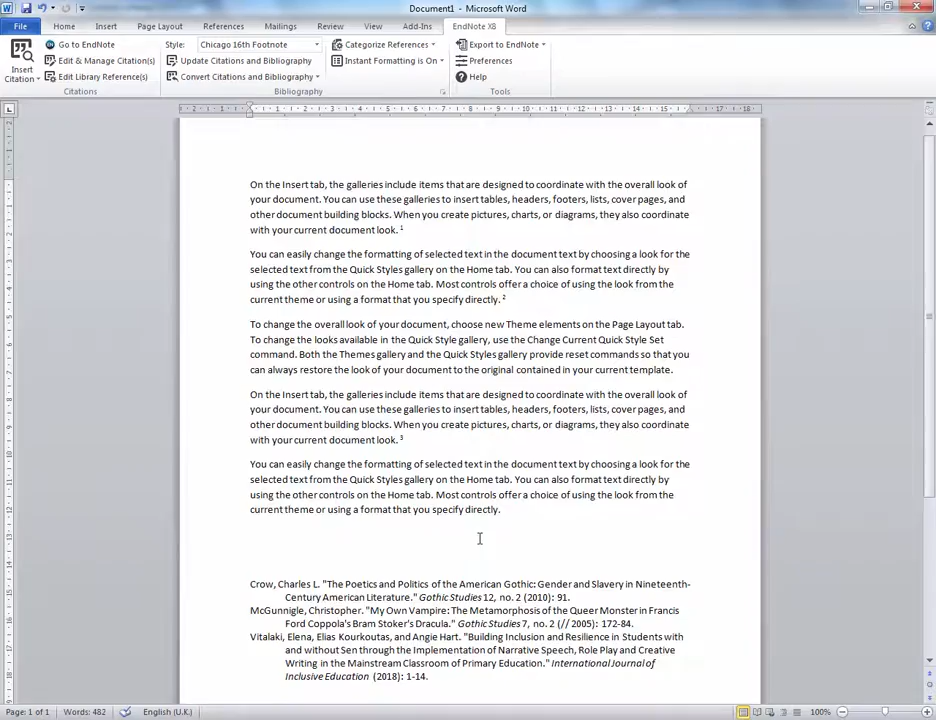 Document1 - Microsoft Word
File Home Insert Page Layout References Mailings Review View Add-Ins EndNote X8
Insert Citation
Go to EndNote
Edit & Manage Citation(s)
Edit Library Reference(s)
Citations
Style: Chicago 16th Footnote
Update Citations and Bibliography
Convert Citations and Bibliography
Categorize References
Instant Formatting is On
Bibliography
Export to EndNote
Preferences
Help
Tools
On the Insert tab, the galleries include items that are designed to coordinate with the overall look of
your document. You can use these galleries to insert tables, headers, footers, lists, cover pages, and
other document building blocks. When you create pictures, charts, or diagrams, they also coordinate
with your current document look. 1
You can easily change the formatting of selected text in the document text by choosing a look for the
selected text from the Quick Styles gallery on the Home tab. You can also format text directly by
using the other controls on the Home tab. Most controls offer a choice of using the look from the
current theme or using a format that you specify directly. 2
To change the overall look of your document, choose new Theme elements on the Page Layout tab.
To change the looks available in the Quick Style gallery, use the Change Current Quick Style Set
command. Both the Themes gallery and the Quick Styles gallery provide reset commands so that you
can always restore the look of your document to the original contained in your current template.
On the Insert tab, the galleries include items that are designed to coordinate with the overall look of
your document. You can use these galleries to insert tables, headers, footers, lists, cover pages, and
other document building blocks. When you create pictures, charts, or diagrams, they also coordinate
with your current document look. 3
You can easily change the formatting of selected text in the document text by choosing a look for the
selected text from the Quick Styles gallery on the Home tab. You can also format text directly by
using the other controls on the Home tab. Most controls offer a choice of using the look from the
current theme or using a format that you specify directly.
Crow, Charles L. "The Poetics and Politics of the American Gothic: Gender and Slavery in Nineteenth-
Century American Literature." Gothic Studies 12, no. 2 (2010): 91.
McGunnigle, Christopher. "My Own Vampire: The Metamorphosis of the Queer Monster in Francis
Ford Coppola's Bram Stoker's Dracula." Gothic Studies 7, no. 2 (// 2005): 172-84.
Vitalaki, Elena, Elias Kourkoutas, and Angie Hart. "Building Inclusion and Resilience in Students with
and without Sen through the Implementation of Narrative Speech, Role Play and Creative
Writing in the Mainstream Classroom of Primary Education." International Journal of
Inclusive Education (2018): 1-14.
Page: 1 of 1 Words: 482 English (U.K.) 100%